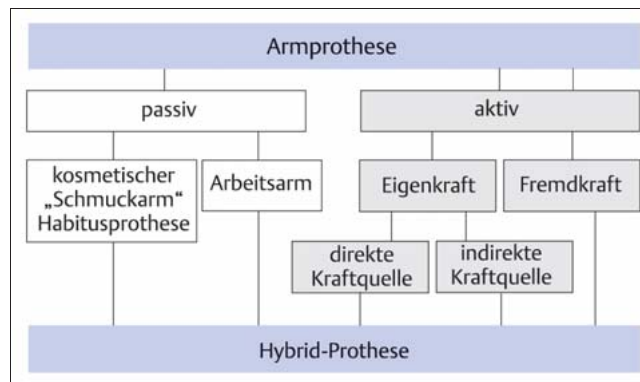 Armprothese
passiv
aktiv
kosmetischer
„Schmuckarm“
Habitusprothese
Arbeitsarm
Eigenkraft
Fremdkraft
direkte
Kraftquelle
indirekte
Kraftquelle
Hybrid-Prothese